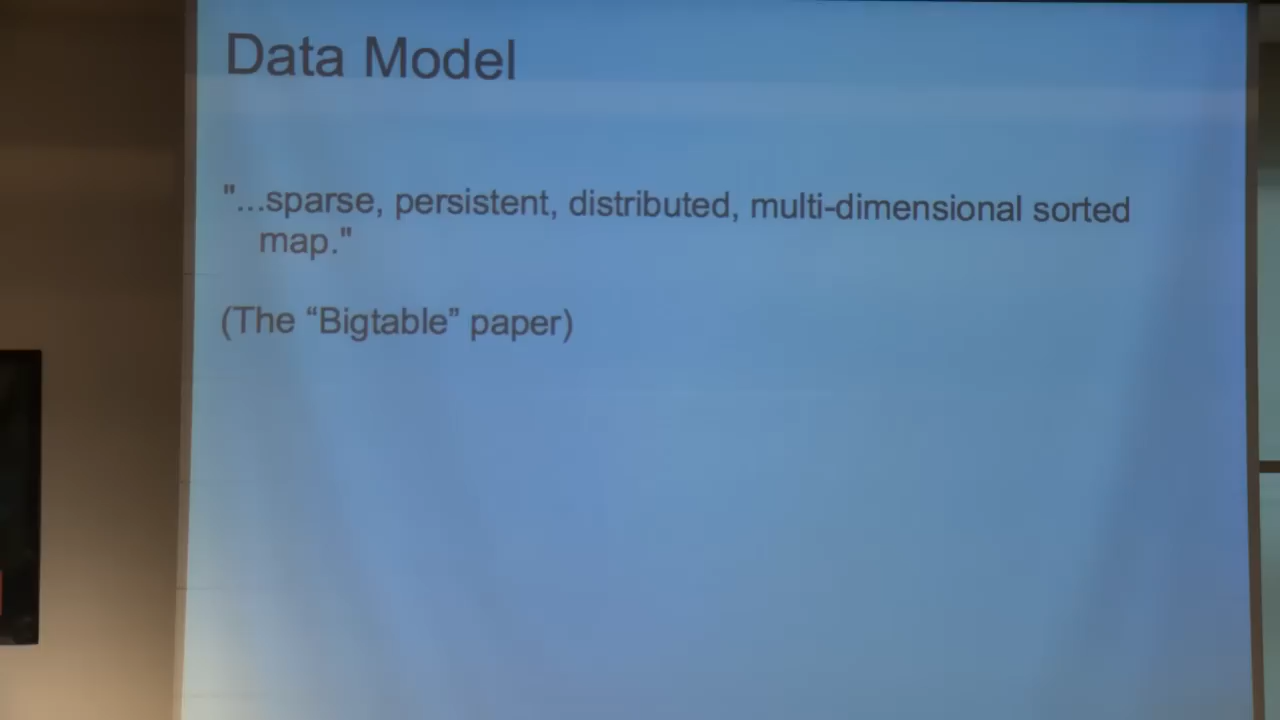 Data Model
"...sparse, persistent, distributed, multi-dimensional sorted
map."
(The “Bigtable” paper)